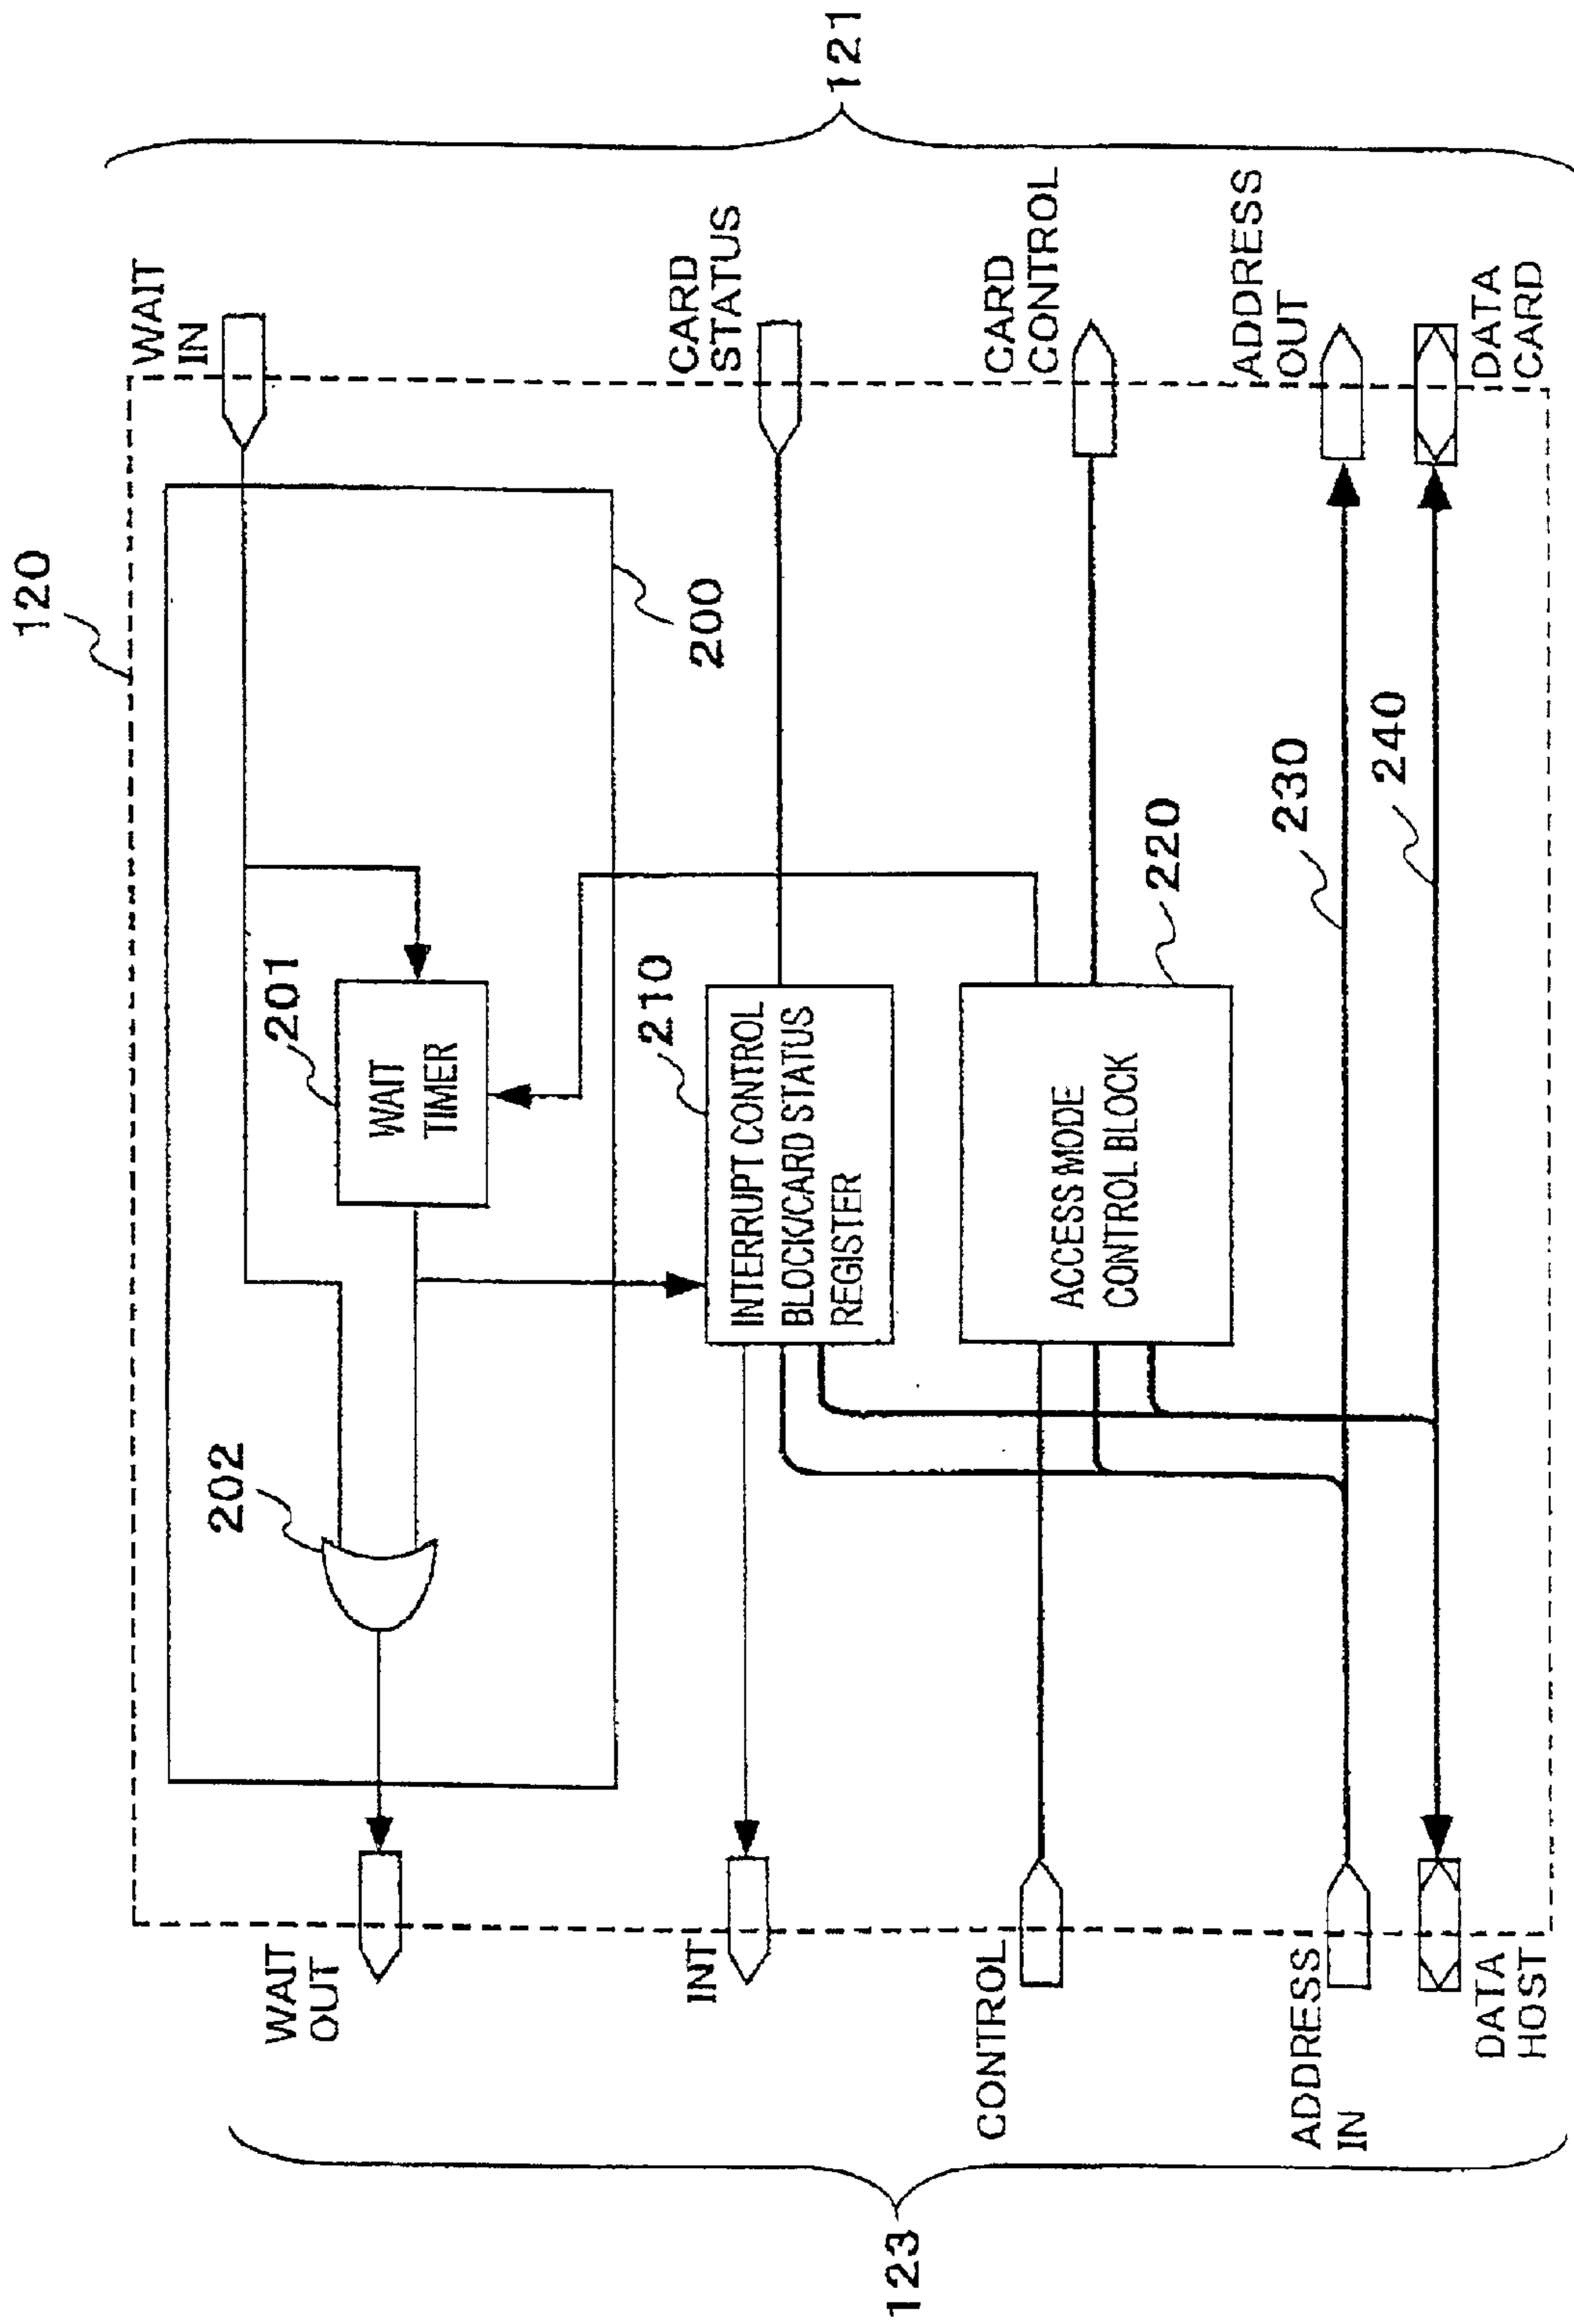 120
121
WAIT
IN
CARD
STATUS
CARD
CONTROL
ADDRESS
OUT
DATA
CARD
200
201
WAIT
TIMER
202
210
INTERRUPT CONTROL
BLOCK/CARD STATUS
REGISTER
220
ACCESS MODE
CONTROL BLOCK
230
240
WAIT
OUT
INT
CONTROL
ADDRESS
IN
DATA
HOST
123